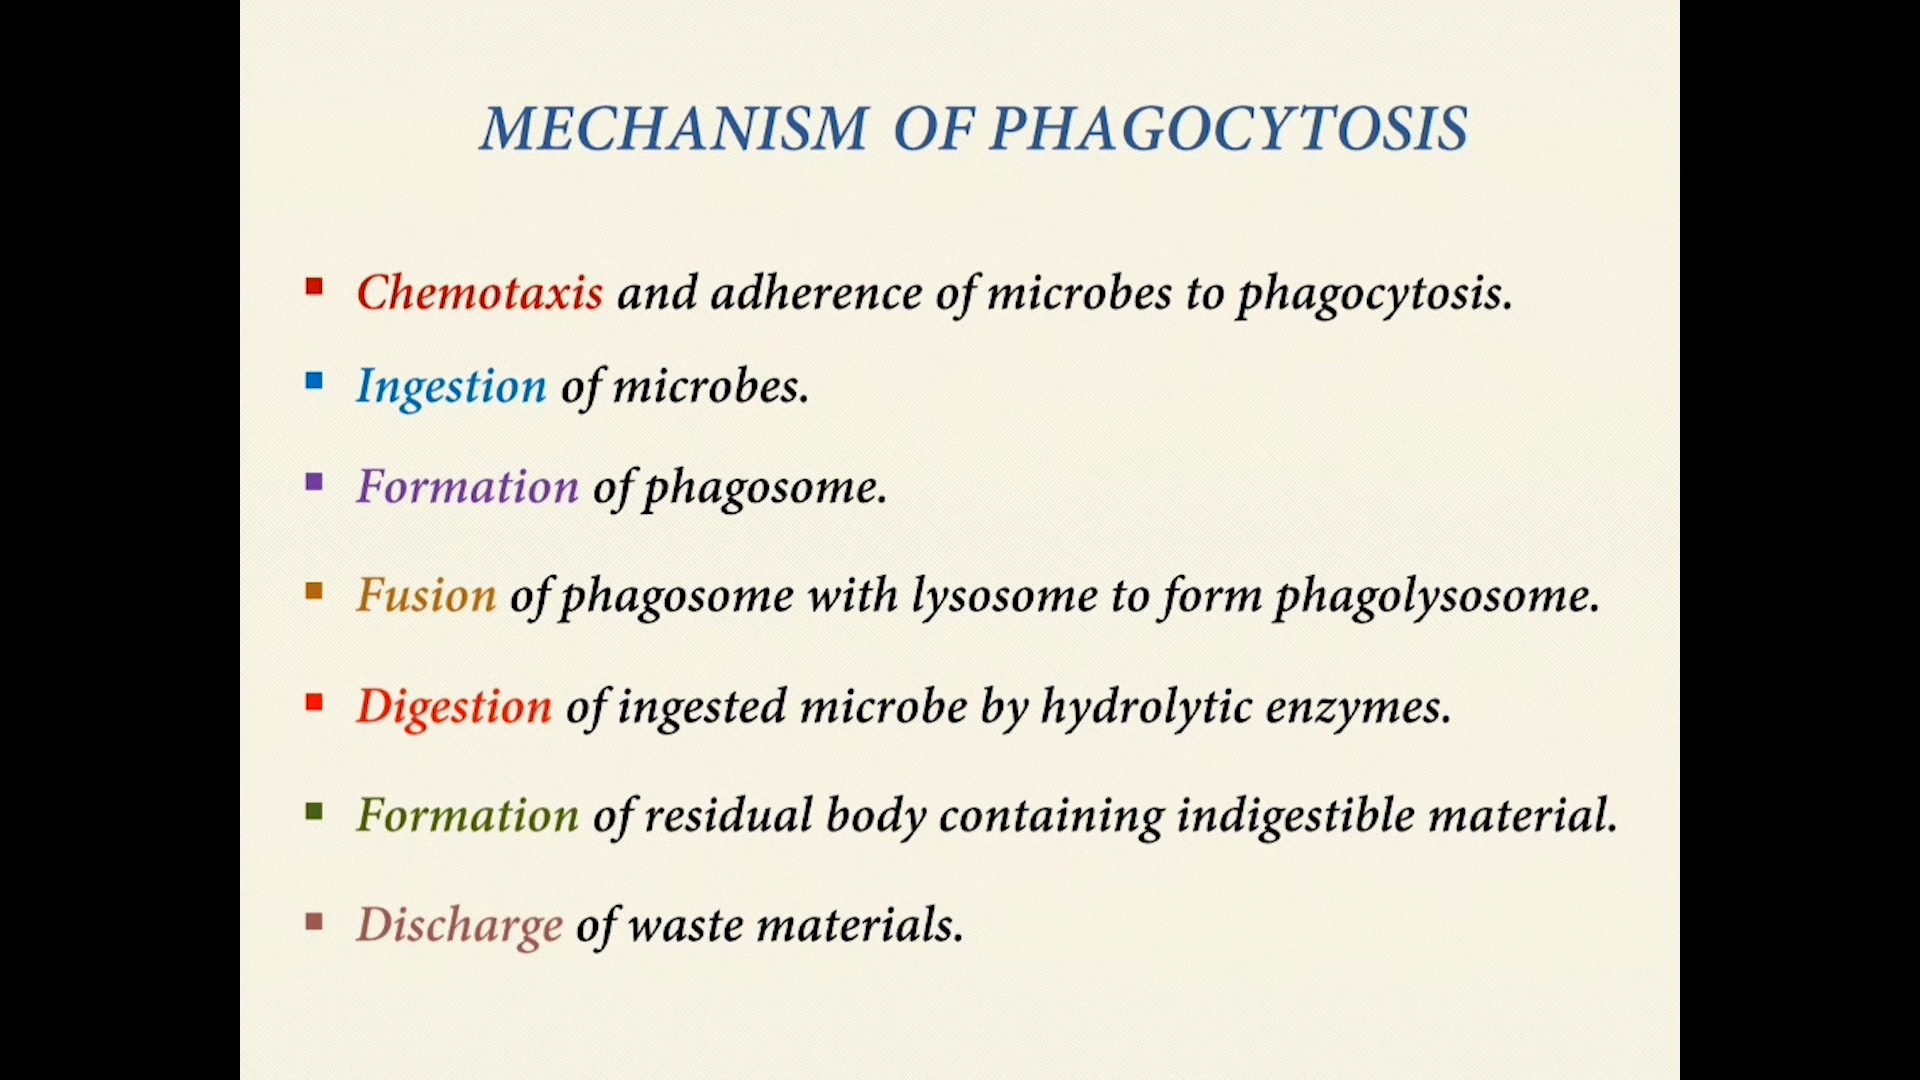 MECHANISM OF PHAGOCYTOSIS
Chemotaxis and adherence of microbes to phagocytosis.
Ingestion of microbes.
Formation of phagosome.
Fusion of phagosome with lysosome to form phagolysosome.
Digestion of ingested microbe by hydrolytic enzymes.
Formation of residual body containing indigestible material.
Discharge of waste materials.